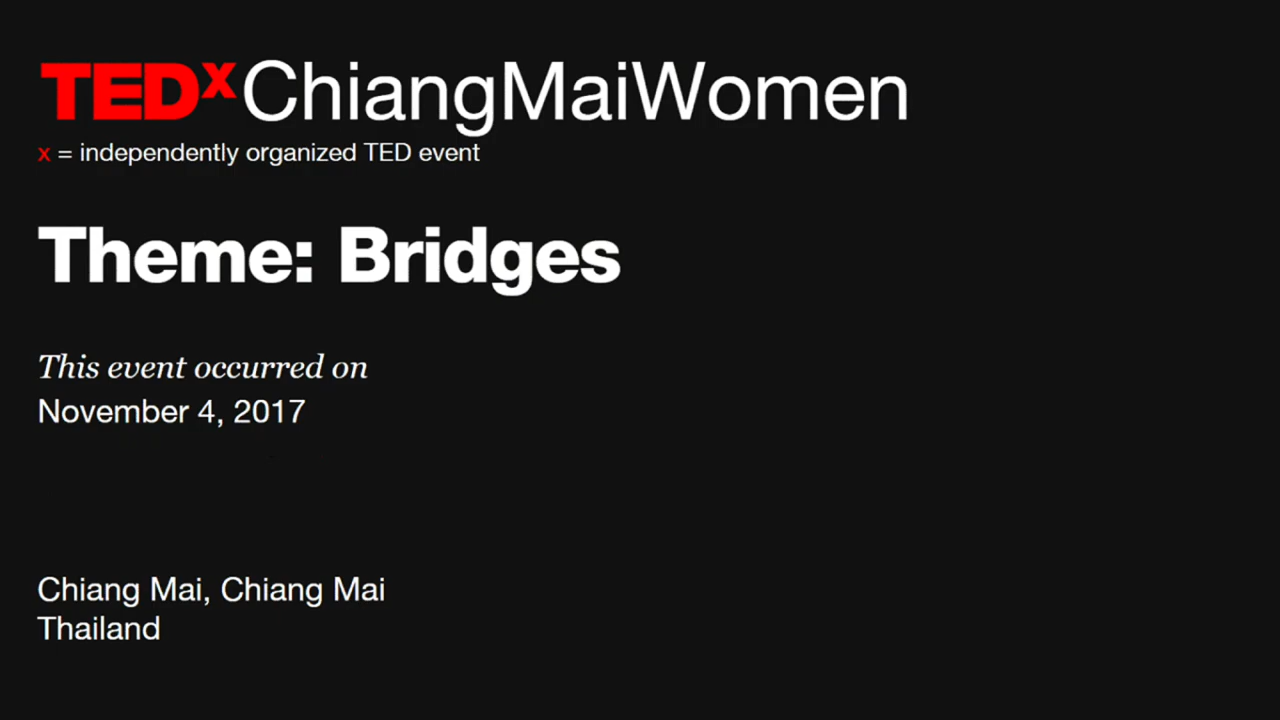 TEDxChiangMaiWomen
x = independently organized TED event
Theme: Bridges
This event occurred on
November 4, 2017
Chiang Mai, Chiang Mai
Thailand